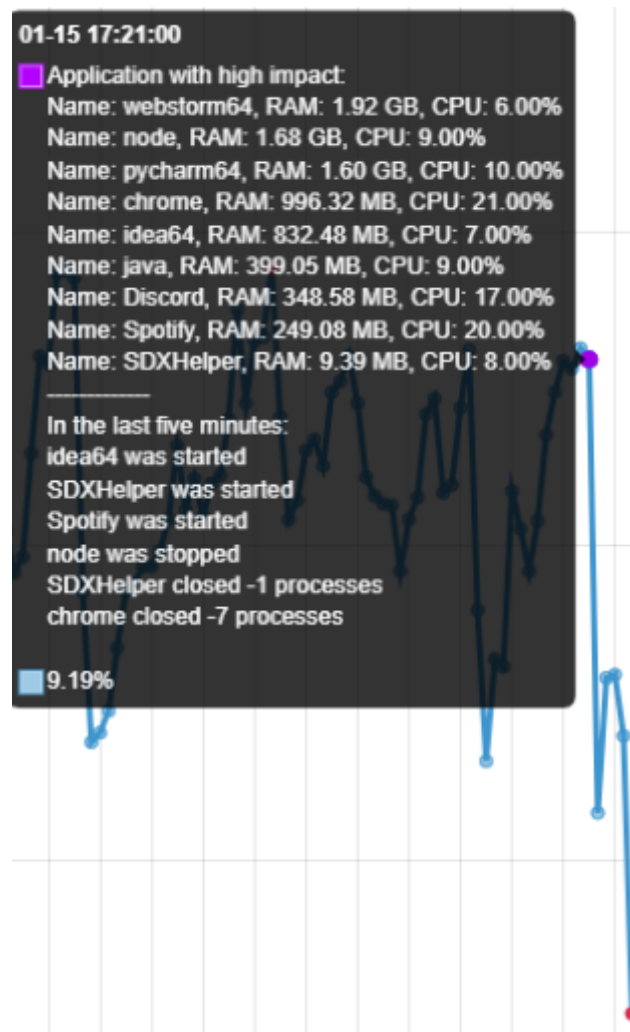 01-15 17:21:00
Application with high impact:
Name: webstorm64, RAM: 1.92 GB, CPU: 6.00%
Name: node, RAM: 1.68 GB, CPU: 9.00%
Name: pycharm64, RAM: 1.60 GB, CPU: 10.00%
Name: chrome, RAM: 996.32 MB, CPU: 21.00%
Name: idea64, RAM: 832.48 MB, CPU: 7.00%
Name: java, RAM: 399.05 MB, CPU: 9.00%
Name: Discord, RAM: 348.58 MB, CPU: 17.00%
Name: Spotify, RAM: 249.08 MB, CPU: 20.00%
Name: SDXHelper, RAM: 9.39 MB, CPU: 8.00%
--------------
In the last five minutes:
idea64 was started
SDXHelper was started
Spotify was started
node was stopped
SDXHelper closed -1 processes
chrome closed -7 processes
9.19%